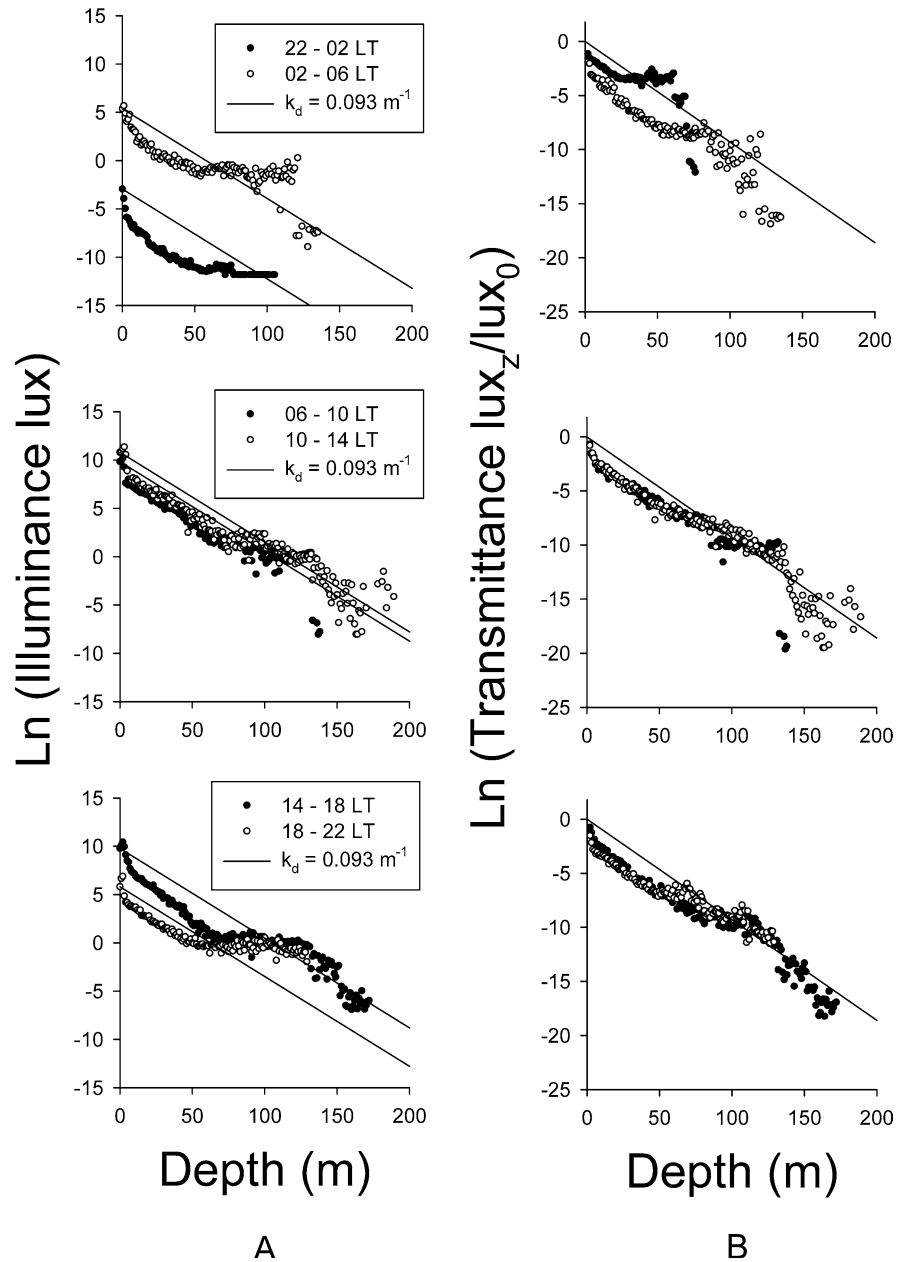 Ln (Illuminance lux)
Ln (Transmittance lux_z/lux_0)
15
10
5
0
-5
-10
-15
0 50 100 150 200
22 - 02 LT
02 - 06 LT
k_d = 0.093 m^-1
0
-5
-10
-15
-20
-25
0 50 100 150 200
15
10
5
0
-5
-10
-15
0 50 100 150 200
06 - 10 LT
10 - 14 LT
k_d = 0.093 m^-1
0
-5
-10
-15
-20
-25
0 50 100 150 200
15
10
5
0
-5
-10
-15
0 50 100 150 200
14 - 18 LT
18 - 22 LT
k_d = 0.093 m^-1
0
-5
-10
-15
-20
-25
0 50 100 150 200
Depth (m)
Depth (m)
A
B